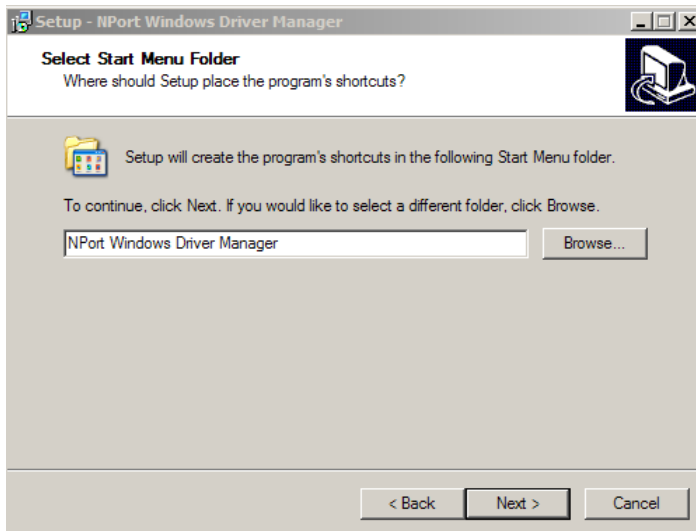 Setup - NPort Windows Driver Manager
Select Start Menu Folder
Where should Setup place the program's shortcuts?
Setup will create the program's shortcuts in the following Start Menu folder.
To continue, click Next. If you would like to select a different folder, click Browse.
NPort Windows Driver Manager
Browse...
< Back
Next >
Cancel